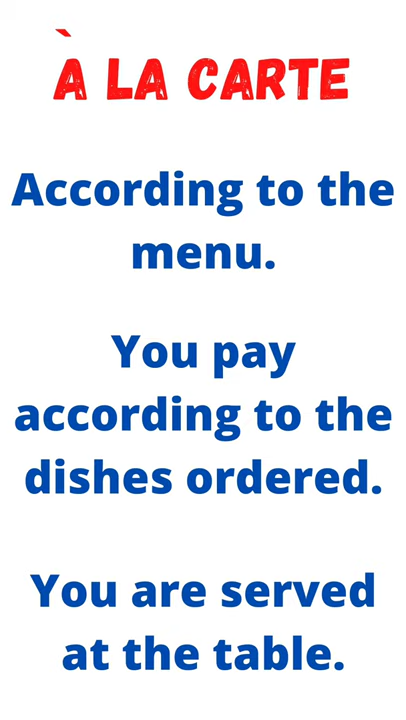 À LA CARTE
According to the
menu.
You pay
according to the
dishes ordered.
You are served
at the table.